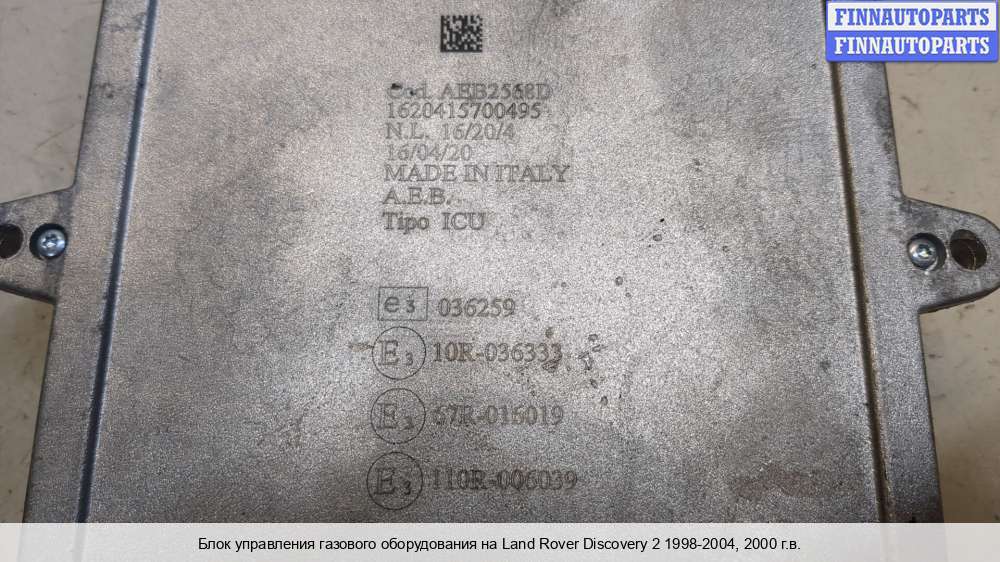 FINNAUTOPARTS
FINNAUTOPARTS
Cod. AEB2568D
1620415700495
N.L. 16/20/4
16/04/20
MADE IN ITALY
A.E.B.
Tipo ICU
e3 036259
E3 10R-036333
E3 67R-016019
E3 110R-006039
Блок управления газового оборудования на Land Rover Discovery 2 1998-2004, 2000 г.в.